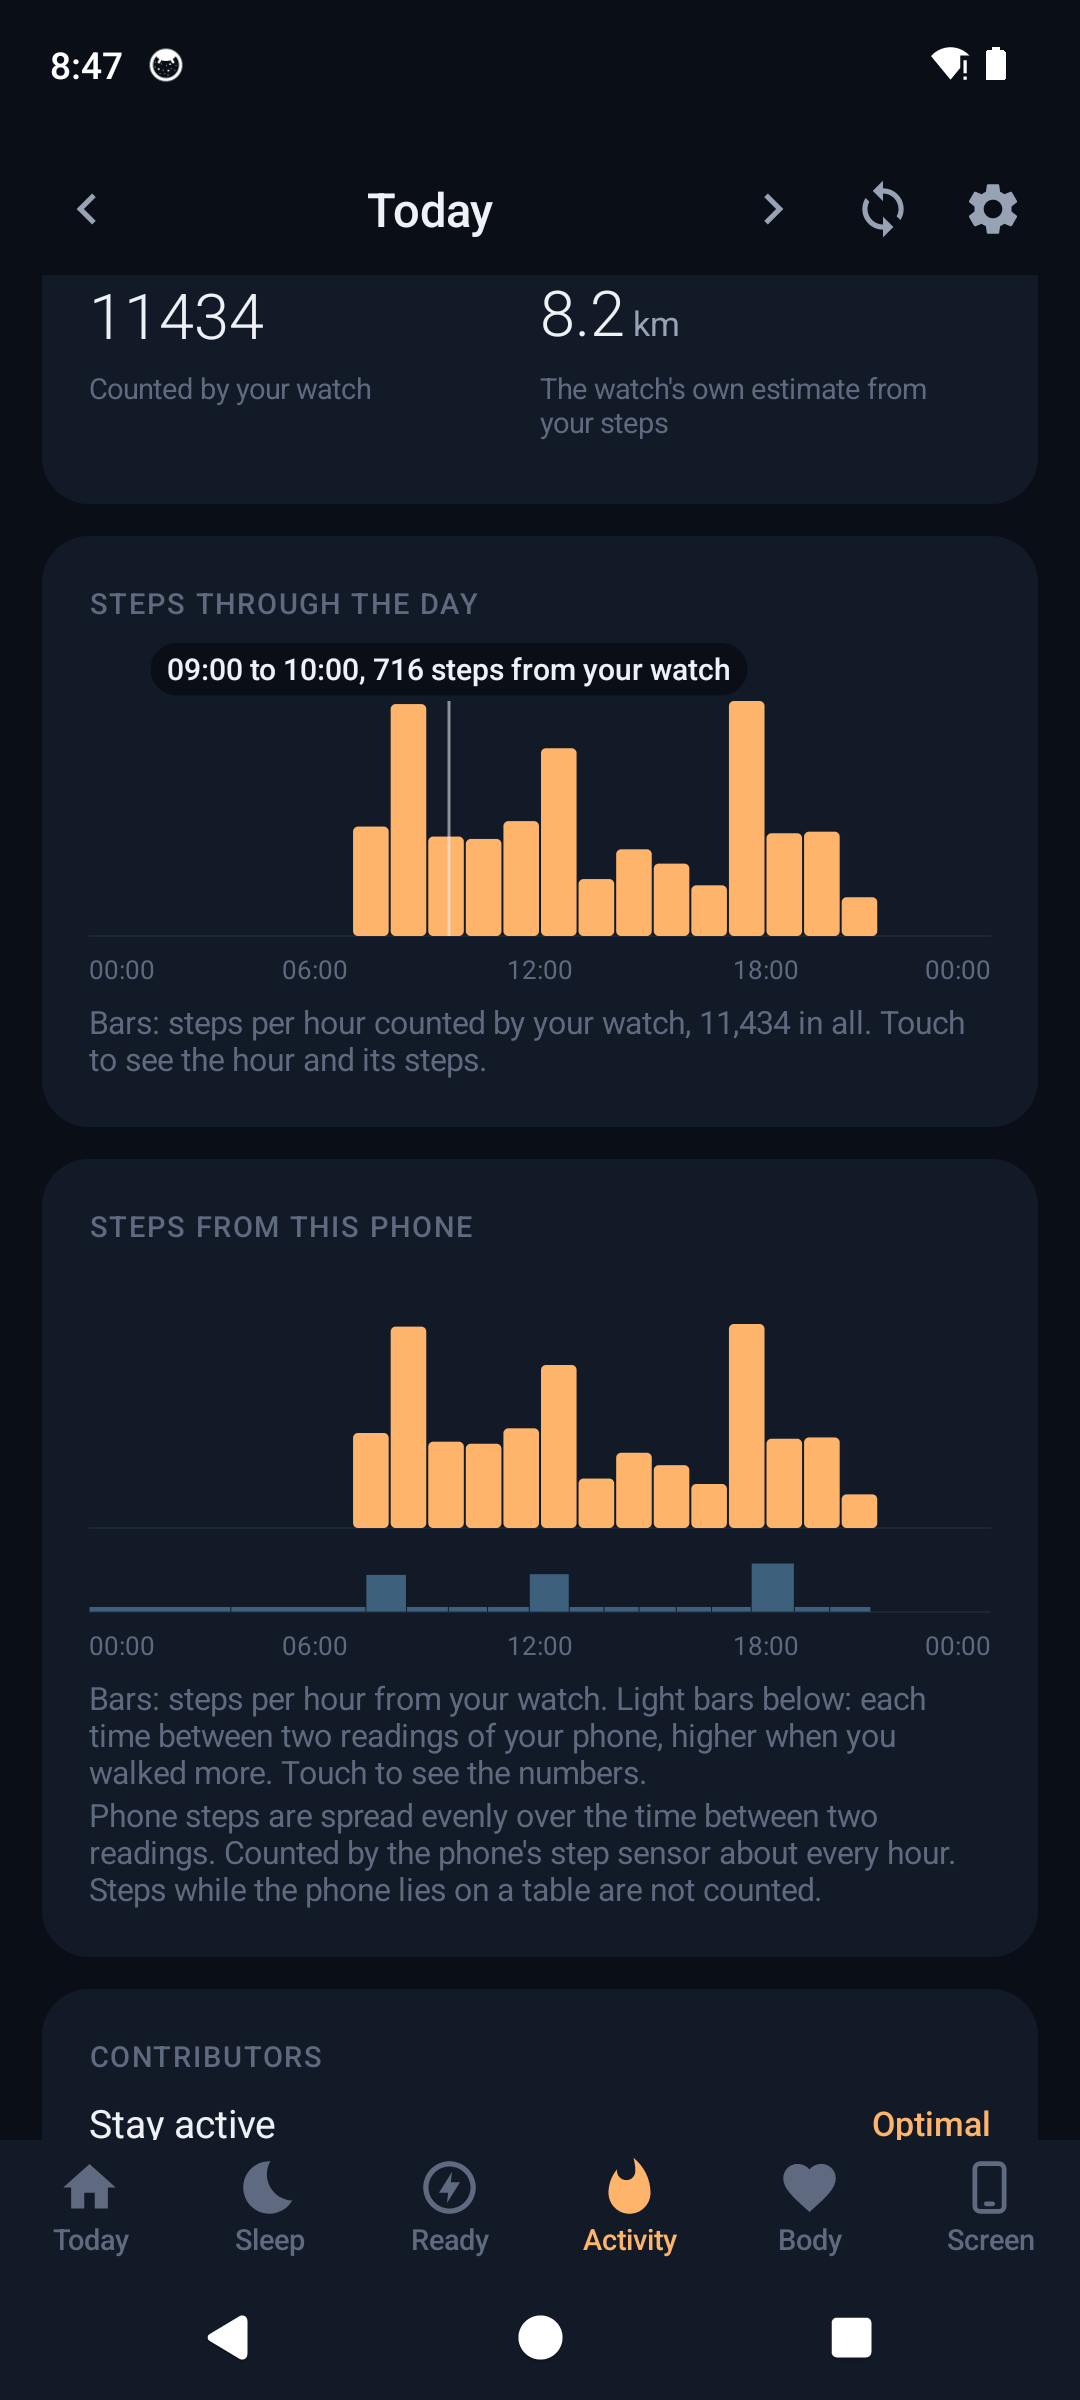 8:47
Today
11434
8.2 km
Counted by your watch
The watch's own estimate from
your steps
STEPS THROUGH THE DAY
09:00 to 10:00, 716 steps from your watch
00:00 06:00 12:00 18:00 00:00
Bars: steps per hour counted by your watch, 11,434 in all. Touch
to see the hour and its steps.
STEPS FROM THIS PHONE
00:00 06:00 12:00 18:00 00:00
Bars: steps per hour from your watch. Light bars below: each
time between two readings of your phone, higher when you
walked more. Touch to see the numbers.
Phone steps are spread evenly over the time between two
readings. Counted by the phone's step sensor about every hour.
Steps while the phone lies on a table are not counted.
CONTRIBUTORS
Stay active Optimal
Today Sleep Ready Activity Body Screen